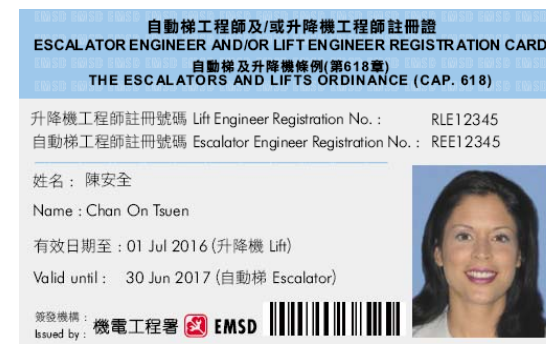 自動梯工程師及/或升降機工程師註冊證
ESCALATOR ENGINEER AND/OR LIFT ENGINEER REGISTRATION CARD
自動梯及升降機條例(第618章)
THE ESCALATORS AND LIFTS ORDINANCE (CAP. 618)
升降機工程師註冊號碼 Lift Engineer Registration No. : RLE12345
自動梯工程師註冊號碼 Escalator Engineer Registration No. : REE12345
姓名 : 陳安全
Name : Chan On Tsuen
有效日期至 : 01 Jul 2016 (升降機 Lift)
Valid until : 30 Jun 2017 (自動梯 Escalator)
簽發機構 :
Issued by : 機電工程署 EMSD